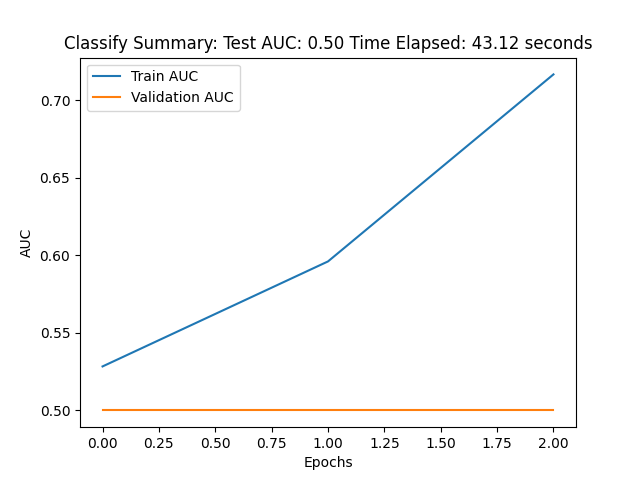 Classify Summary: Test AUC: 0.50 Time Elapsed: 43.12 seconds
Train AUC
Validation AUC
0.70
0.65
0.60
0.55
0.50
AUC
0.00 0.25 0.50 0.75 1.00 1.25 1.50 1.75 2.00
Epochs